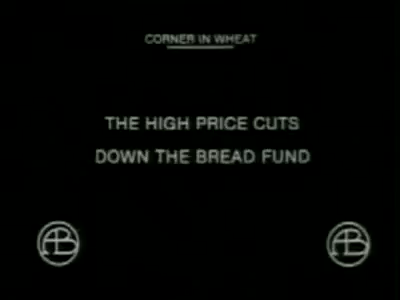 CORNER IN WHEAT
THE HIGH PRICE CUTS
DOWN THE BREAD FUND
AB AB